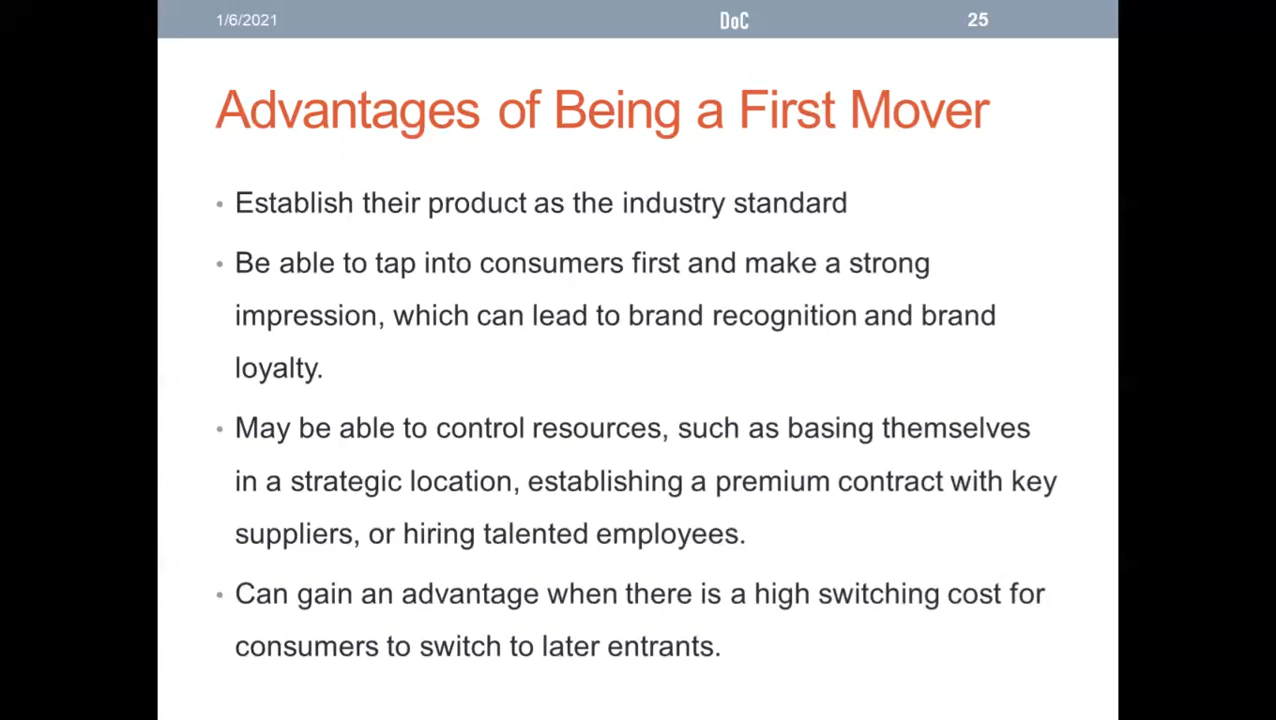 1/6/2021 DoC 25
Advantages of Being a First Mover
• Establish their product as the industry standard
• Be able to tap into consumers first and make a strong
impression, which can lead to brand recognition and brand
loyalty.
• May be able to control resources, such as basing themselves
in a strategic location, establishing a premium contract with key
suppliers, or hiring talented employees.
• Can gain an advantage when there is a high switching cost for
consumers to switch to later entrants.